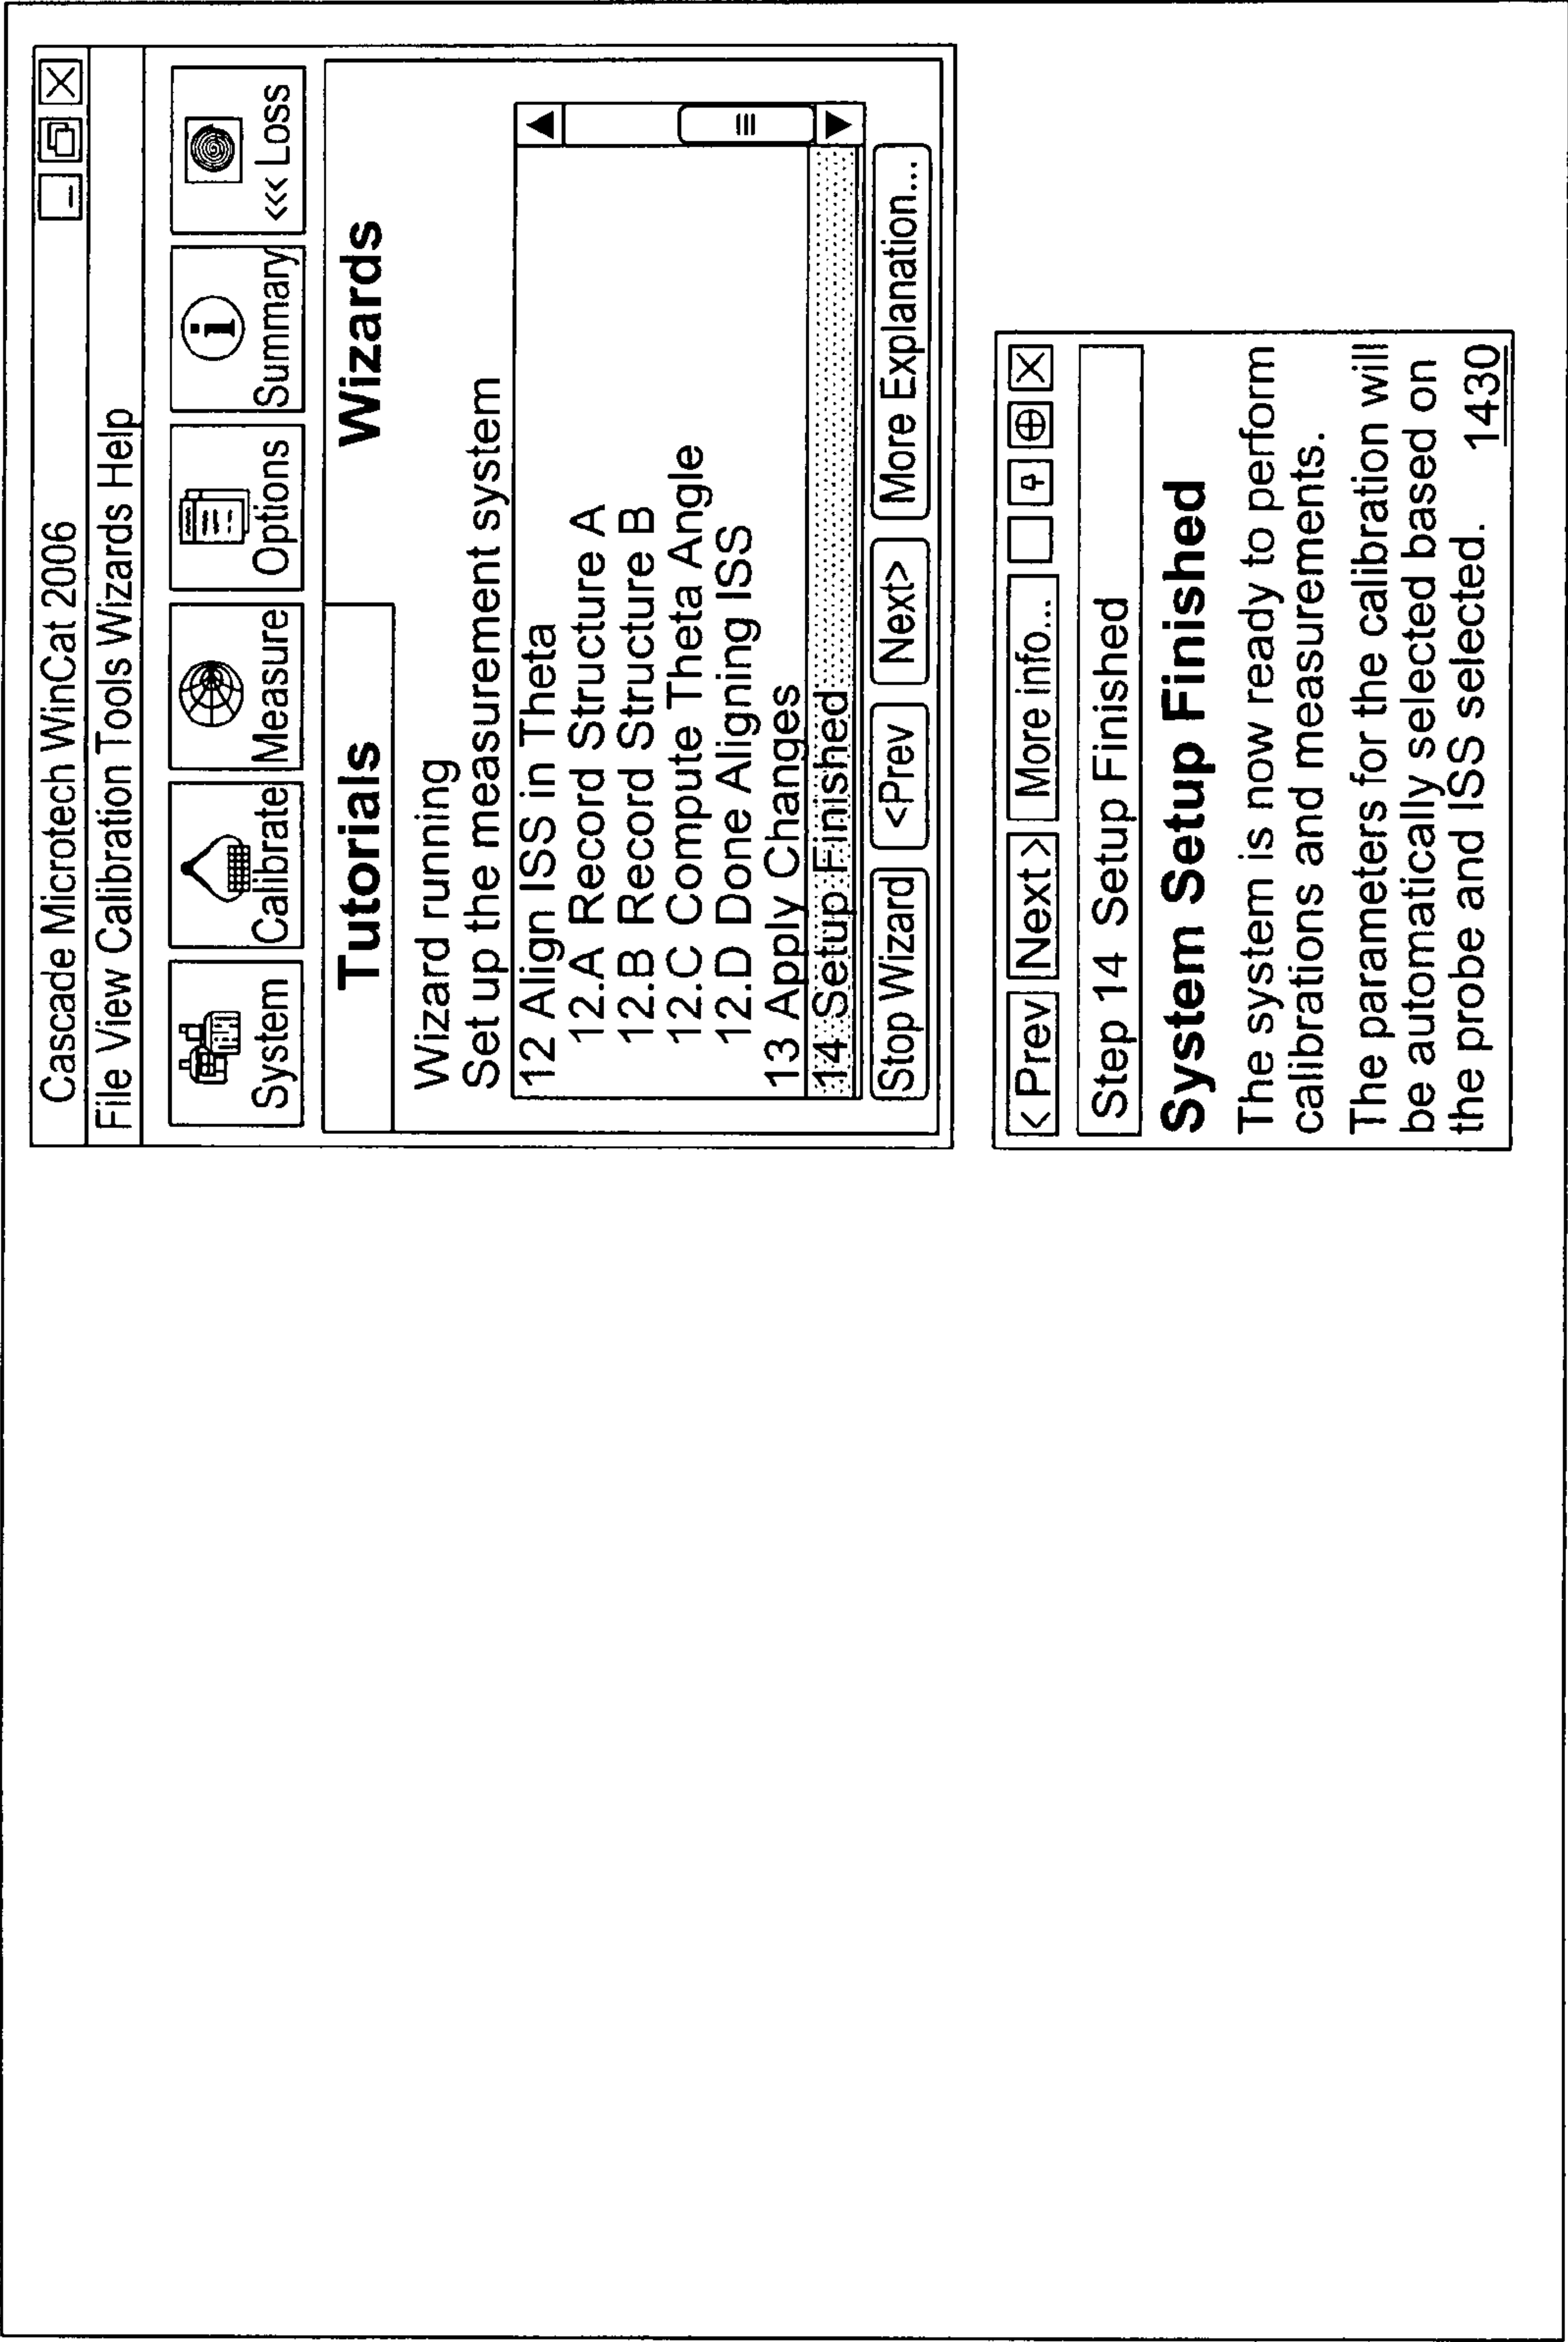 Cascade Microtech WinCat 2006
File View Calibration Tools Wizards Help
System Calibrate Measure Options Summary <<< Loss
Tutorials Wizards
Wizard running
Set up the measurement system
12 Align ISS in Theta
12.A Record Structure A
12.B Record Structure B
12.C Compute Theta Angle
12.D Done Aligning ISS
13 Apply Changes
14 Setup Finished
Stop Wizard <Prev Next> More Explanation...
< Prev Next > More info...
Step 14 Setup Finished
System Setup Finished
The system is now ready to perform
calibrations and measurements.
The parameters for the calibration will
be automatically selected based on
the probe and ISS selected. 1430